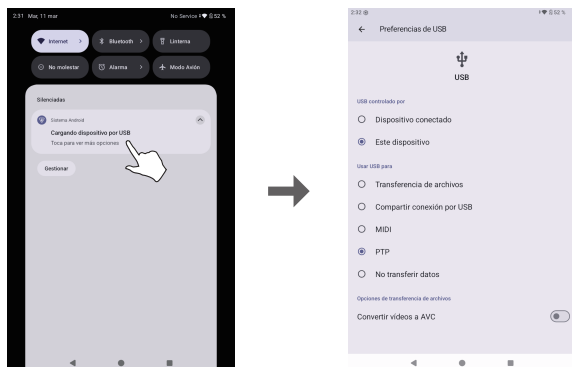 2:31 Mar, 11 mar No Service 52 %
Internet Bluetooth Linterna
No molestar Alarma Modo Avión
Silenciadas
Sistema Android
Cargando dispositivo por USB
Toca para ver más opciones
Gestionar
2:32 52 %
Preferencias de USB
USB
USB controlado por
Dispositivo conectado
Este dispositivo
Usar USB para
Transferencia de archivos
Compartir conexión por USB
MIDI
PTP
No transferir datos
Opciones de transferencia de archivos
Convertir vídeos a AVC